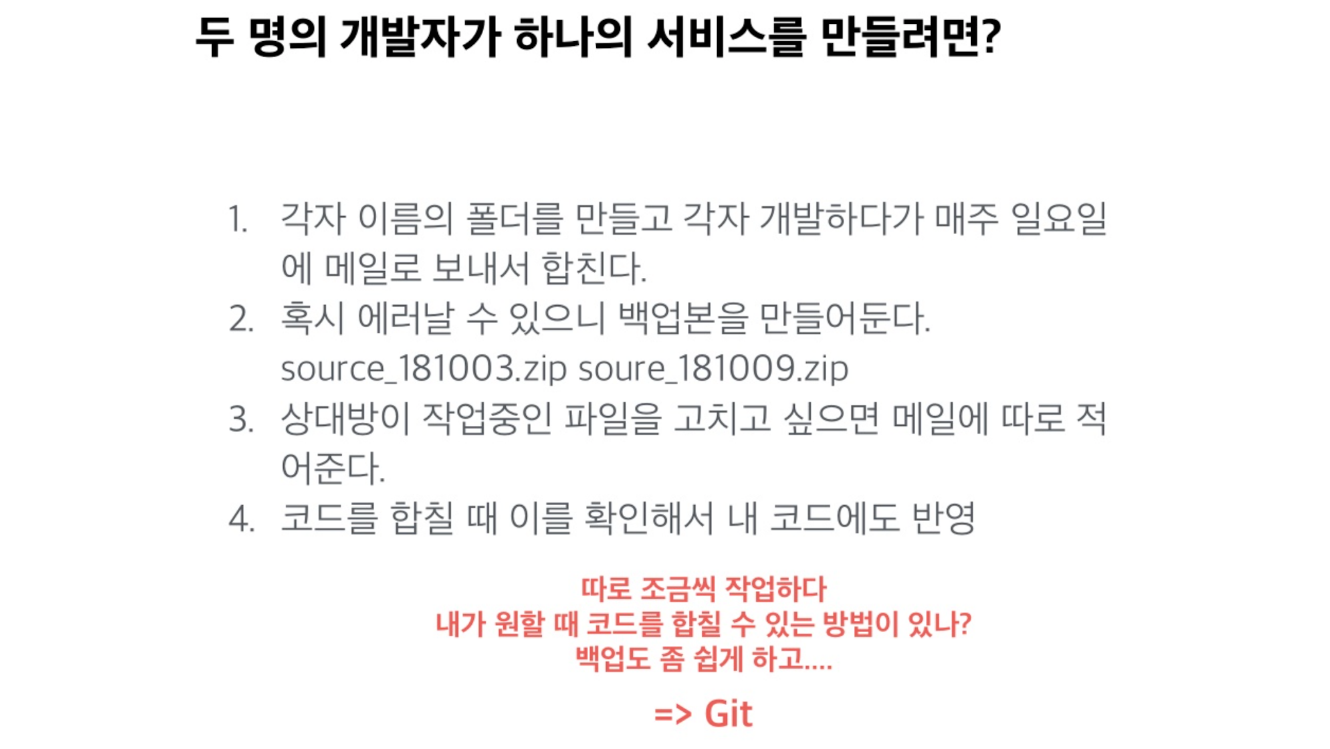 두 명의 개발자가 하나의 서비스를 만들려면?
1. 각자 이름의 폴더를 만들고 각자 개발하다가 매주 일요일
에 메일로 보내서 합친다.
2. 혹시 에러날 수 있으니 백업본을 만들어둔다.
source_181003.zip soure_181009.zip
3. 상대방이 작업중인 파일을 고치고 싶으면 메일에 따로 적
어준다.
4. 코드를 합칠 때 이를 확인해서 내 코드에도 반영
따로 조금씩 작업하다
내가 원할 때 코드를 합칠 수 있는 방법이 있나?
백업도 좀 쉽게 하고....
=> Git